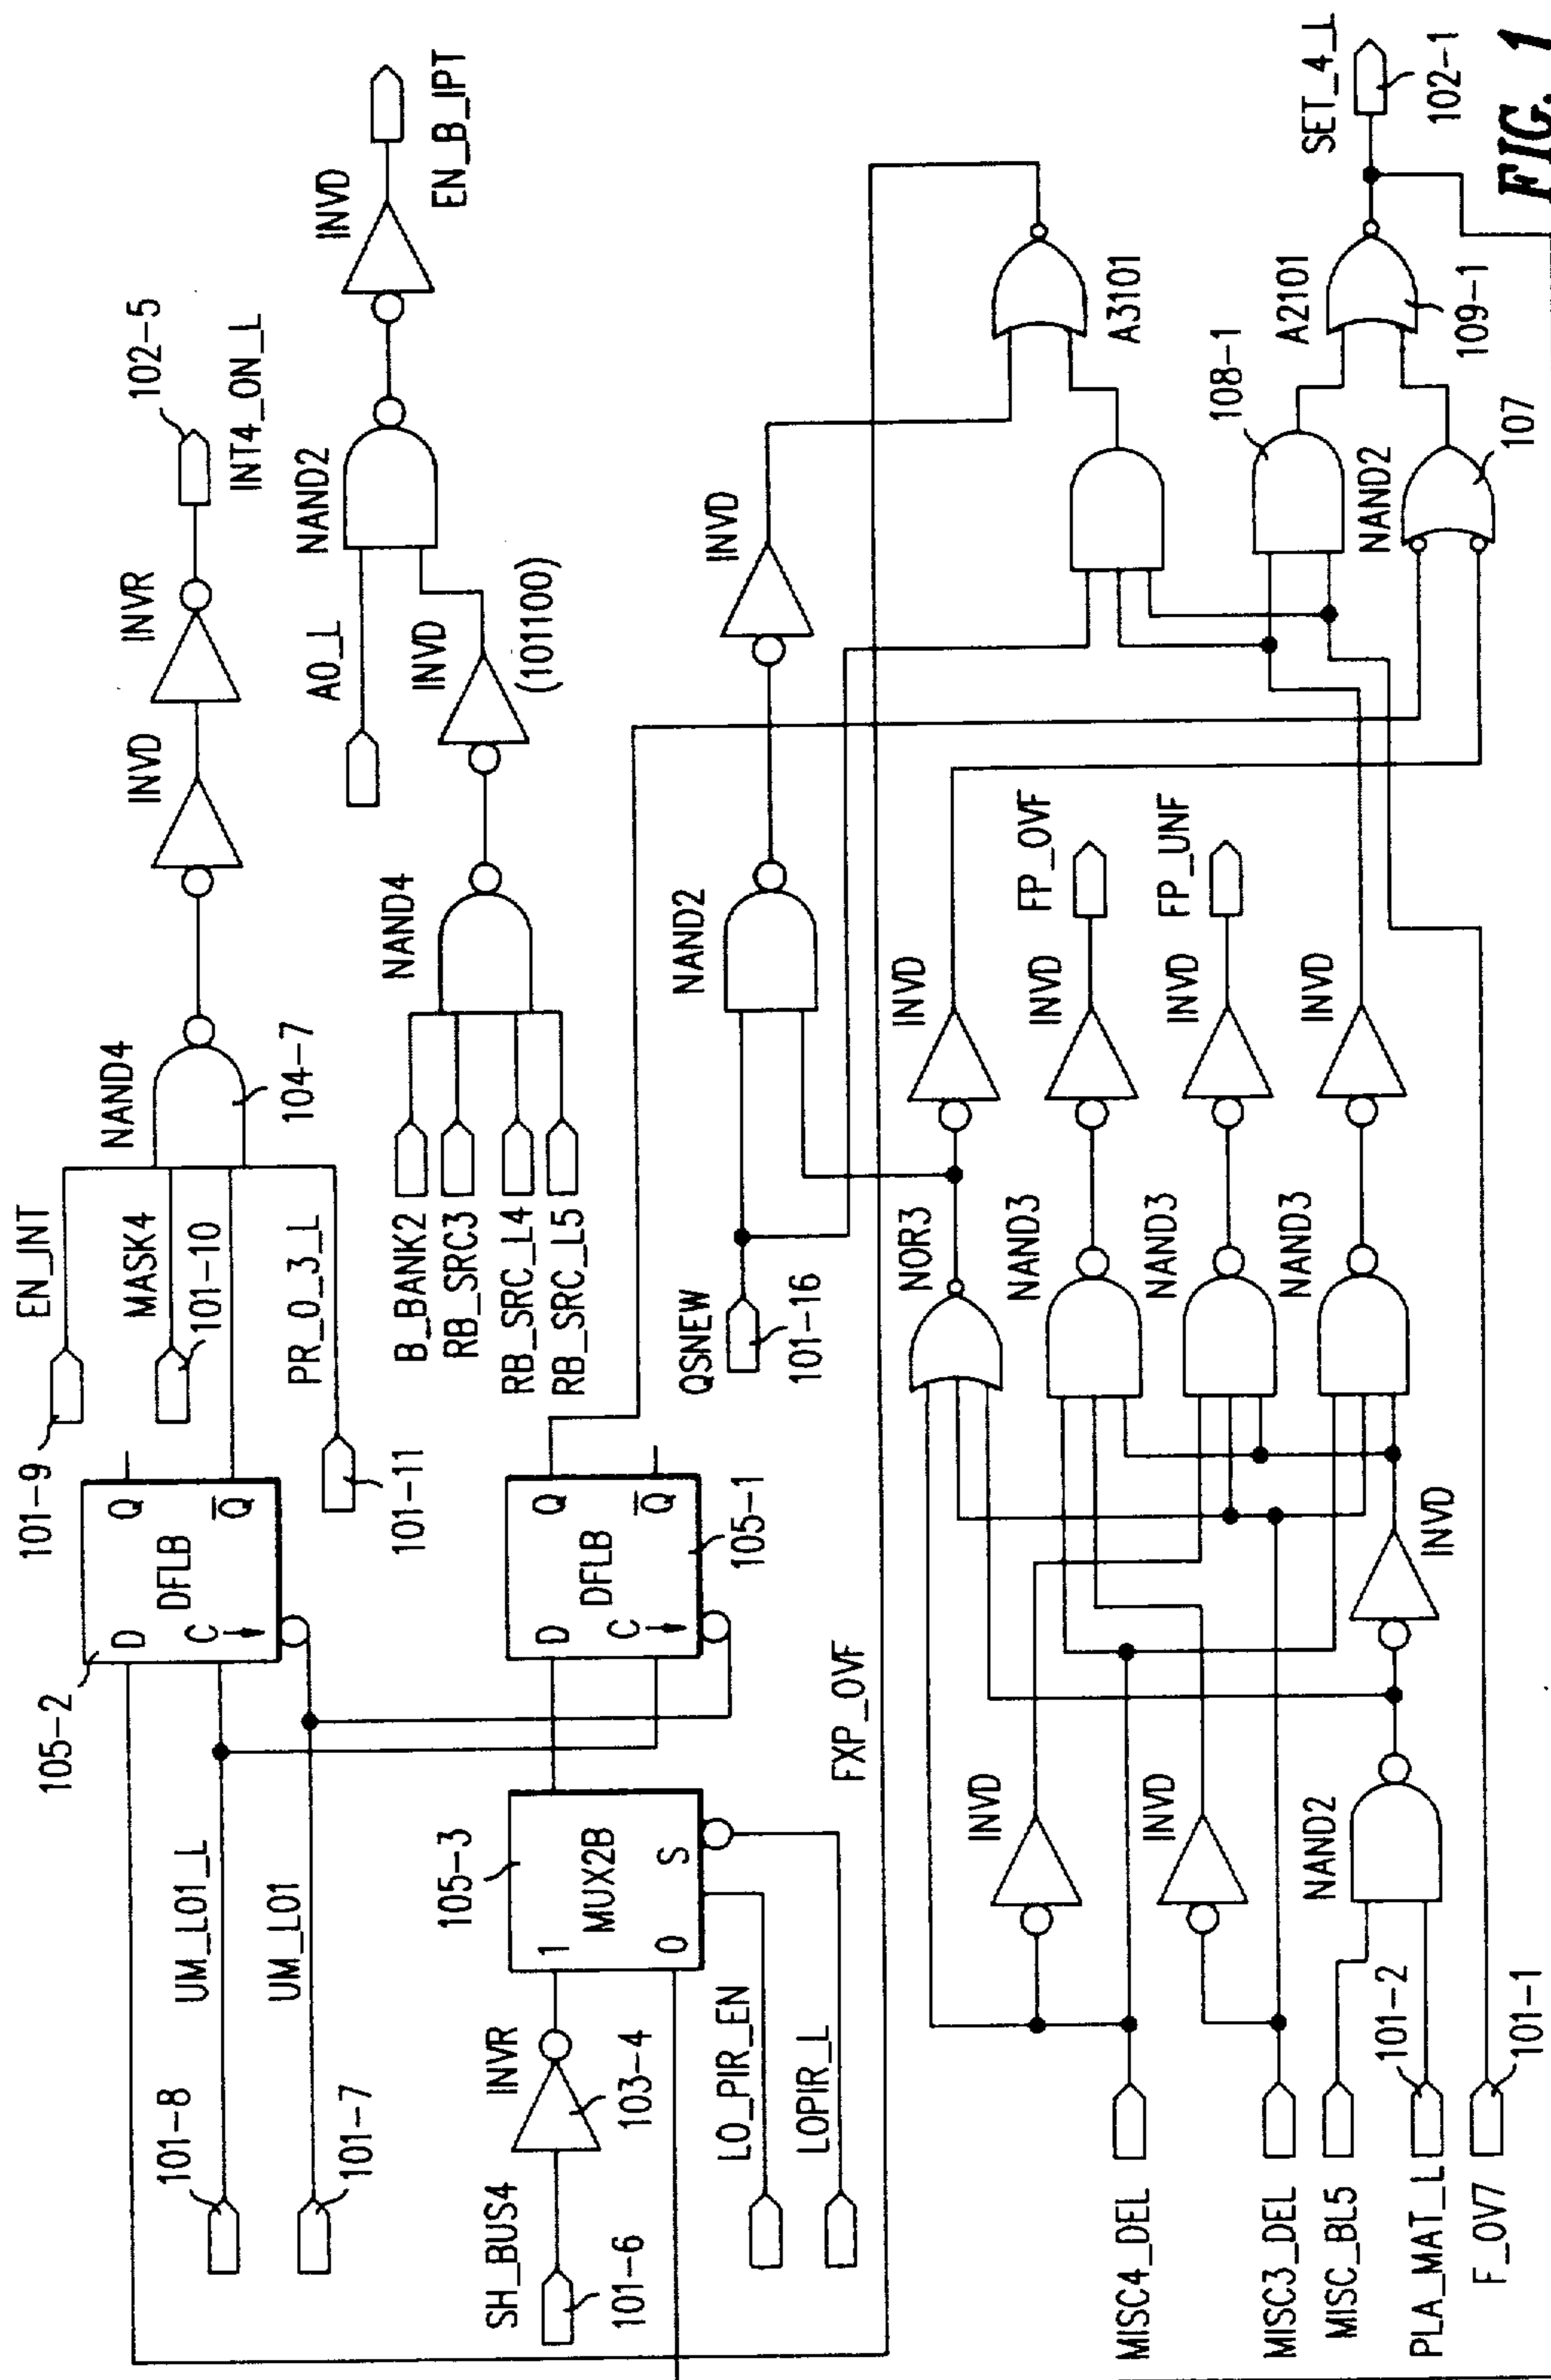 101-9
EN_INT
MASK4
101-10
PR_0_3_L
101-11
NAND4
104-7
INVD
INVR
102-5
INT4_ON_L
105-2
D
DFLB
C
Q
Q
101-8
UM_L01_L
101-7
UM_L01
A0_L
NAND2
INVD
EN_B_IPT
B_BANK2
RB_SRC3
RB_SRC_L4
RB_SRC_L5
NAND4
INVD
(101100)
105-3
SH_BUS4
101-6
INVR
103-4
1
MUX2B
0
S
LO_PIR_EN
LOPIR_L
D
DFLB
C
Q
Q
105-1
QSNEW
101-16
NAND2
INVD
FXP_OVF
NOR3
INVD
A3101
INVD
NAND3
INVD
FP_OVF
INVD
NAND3
INVD
FP_UNF
NAND3
INVD
108-1
NAND2
107
A2101
109-1
SET_4_L
102-1
MISC4_DEL
MISC3_DEL
MISC_BL5
NAND2
INVD
PLA_MAT_L
101-2
F_OV7
101-1
FIG. 1